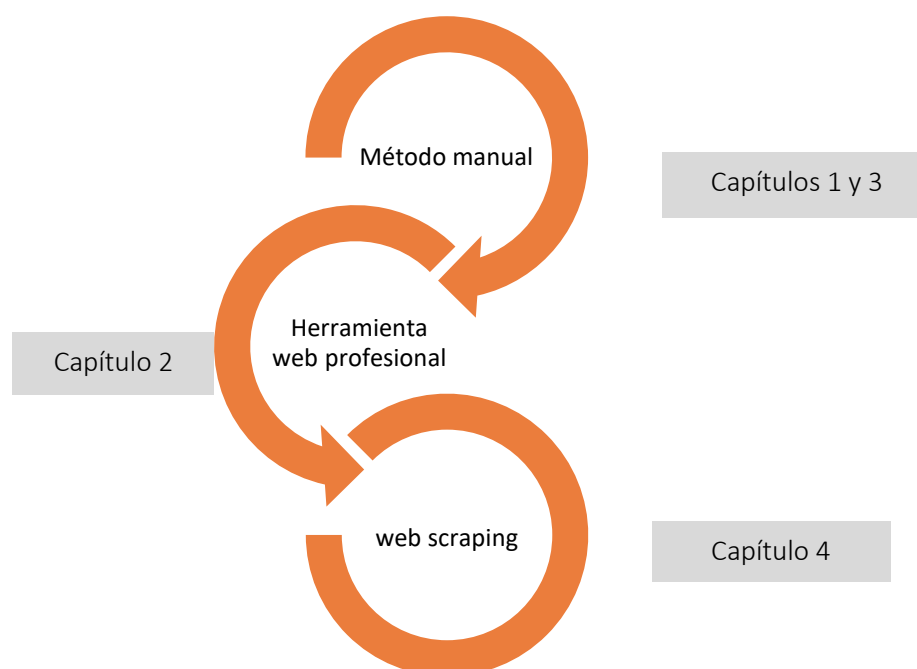 Método manual
Capítulos 1 y 3
Herramienta
web profesional
Capítulo 2
web scraping
Capítulo 4